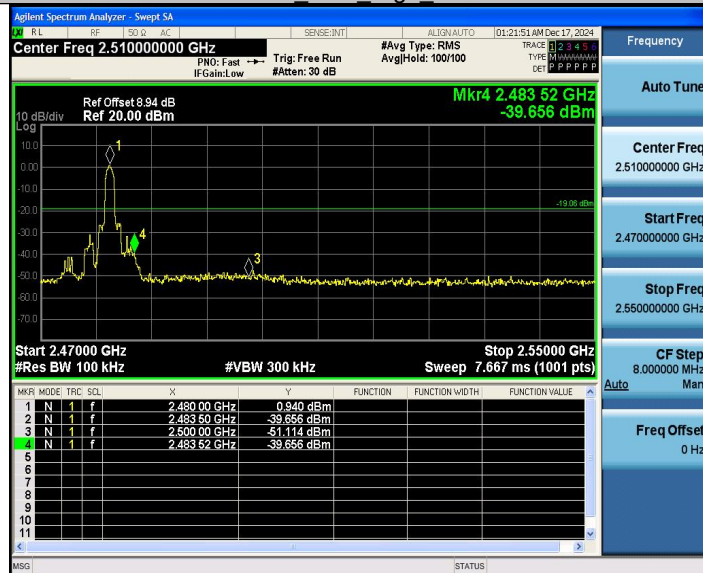 Agilent Spectrum Analyzer - Swept SA
RL RF 50 Ω AC SENSE:INT ALIGN AUTO 01:21:51 AM Dec 17, 2024
Center Freq 2.510000000 GHz
#Avg Type: RMS
TRACE 1 2 3 4 5 6
PNO: Fast Trig: Free Run Avg|Hold: 100/100
TYPE M
IFGain:Low #Atten: 30 dB
DET P P P P P P
Ref Offset 8.94 dB
Mkr4 2.483 52 GHz
10 dB/div Ref 20.00 dBm
-39.656 dBm
Log
10.0
1
0.00
-10.0
-19.06 dBm
-20.0
-30.0
4
-40.0
3
-50.0
-60.0
-70.0
Start 2.47000 GHz Stop 2.55000 GHz
#Res BW 100 kHz #VBW 300 kHz Sweep 7.667 ms (1001 pts)
MKR MODE TRC SCL X Y FUNCTION FUNCTION WIDTH FUNCTION VALUE
1 N 1 f 2.480 00 GHz 0.940 dBm
2 N 1 f 2.483 50 GHz -39.656 dBm
3 N 1 f 2.500 00 GHz -51.114 dBm
4 N 1 f 2.483 52 GHz -39.656 dBm
5
6
7
8
9
10
11
MSG STATUS
Frequency
Auto Tune
Center Freq
2.510000000 GHz
Start Freq
2.470000000 GHz
Stop Freq
2.550000000 GHz
CF Step
8.000000 MHz
Auto Man
Freq Offset
0 Hz